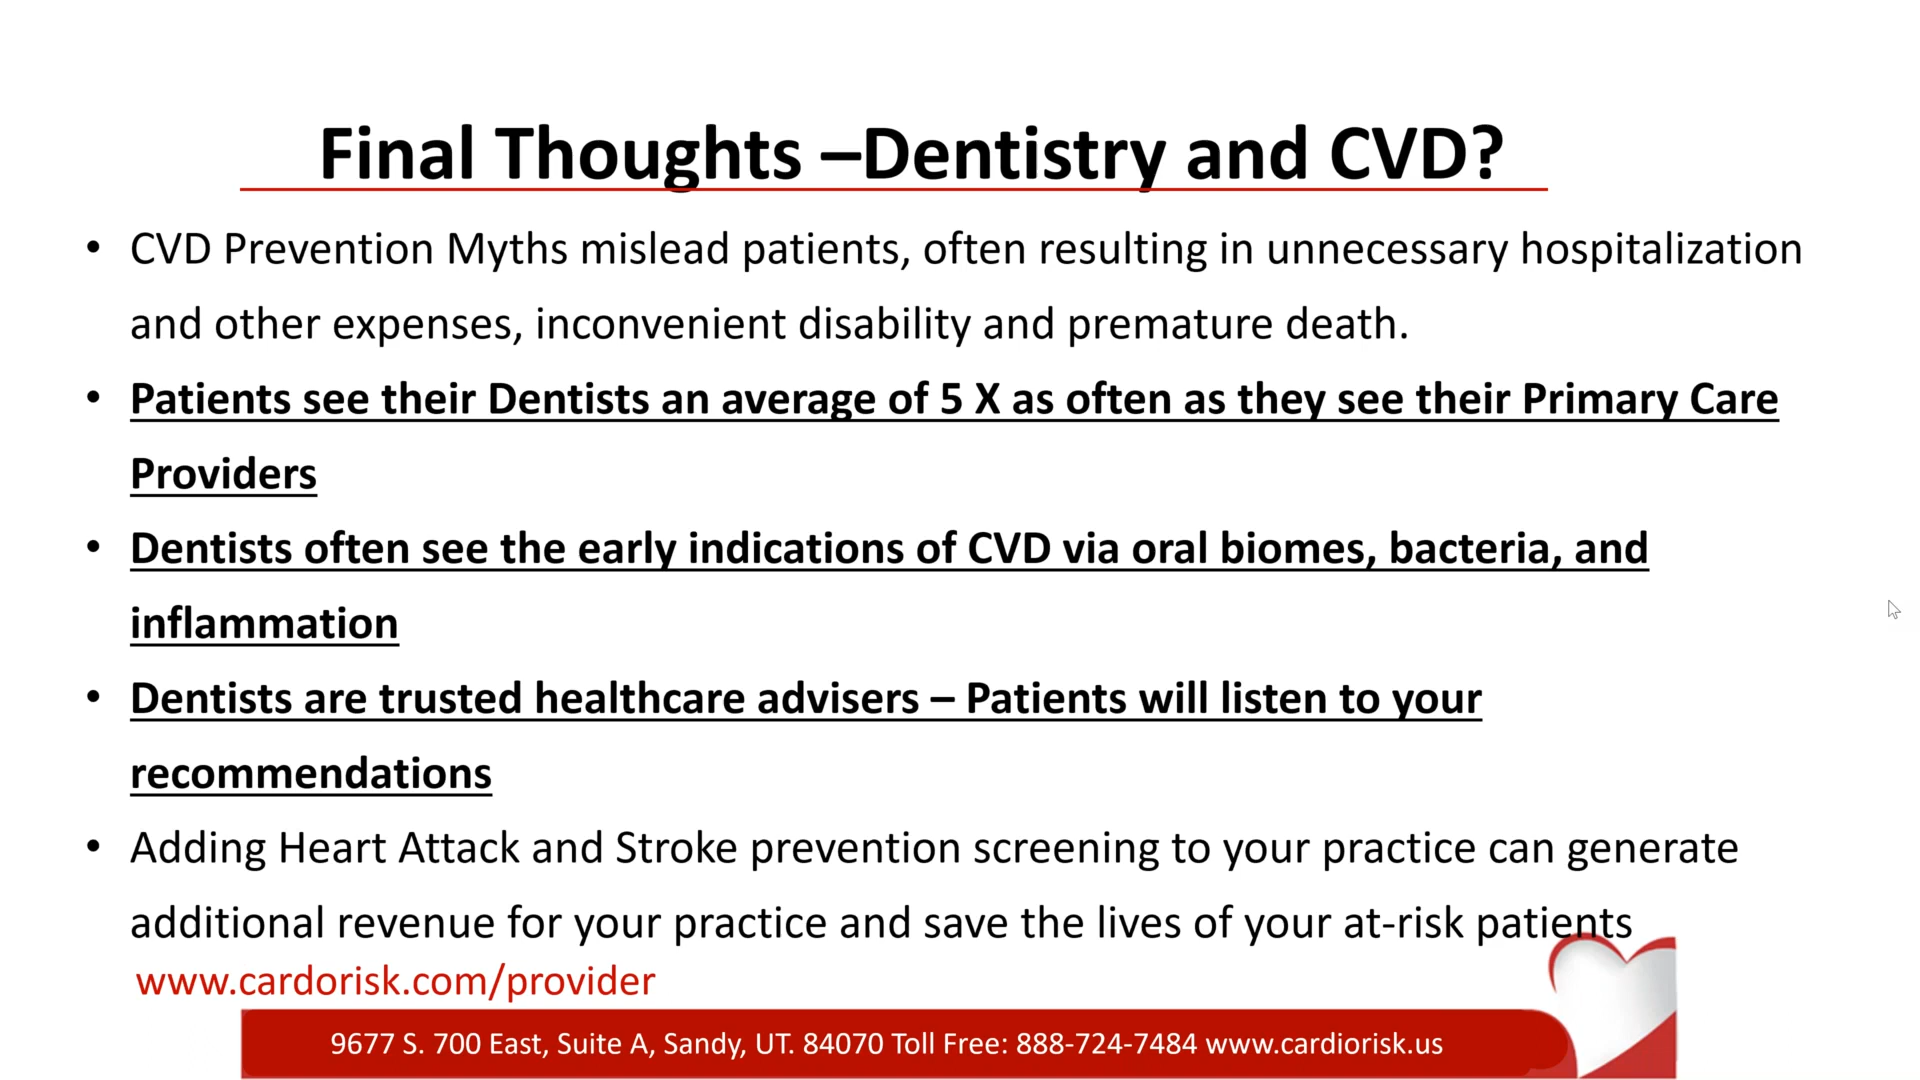 Final Thoughts –Dentistry and CVD?
• CVD Prevention Myths mislead patients, often resulting in unnecessary hospitalization
and other expenses, inconvenient disability and premature death.
• Patients see their Dentists an average of 5 X as often as they see their Primary Care
Providers
• Dentists often see the early indications of CVD via oral biomes, bacteria, and
inflammation
• Dentists are trusted healthcare advisers – Patients will listen to your
recommendations
• Adding Heart Attack and Stroke prevention screening to your practice can generate
additional revenue for your practice and save the lives of your at-risk patients
www.cardorisk.com/provider
9677 S. 700 East, Suite A, Sandy, UT. 84070 Toll Free: 888-724-7484 www.cardiorisk.us